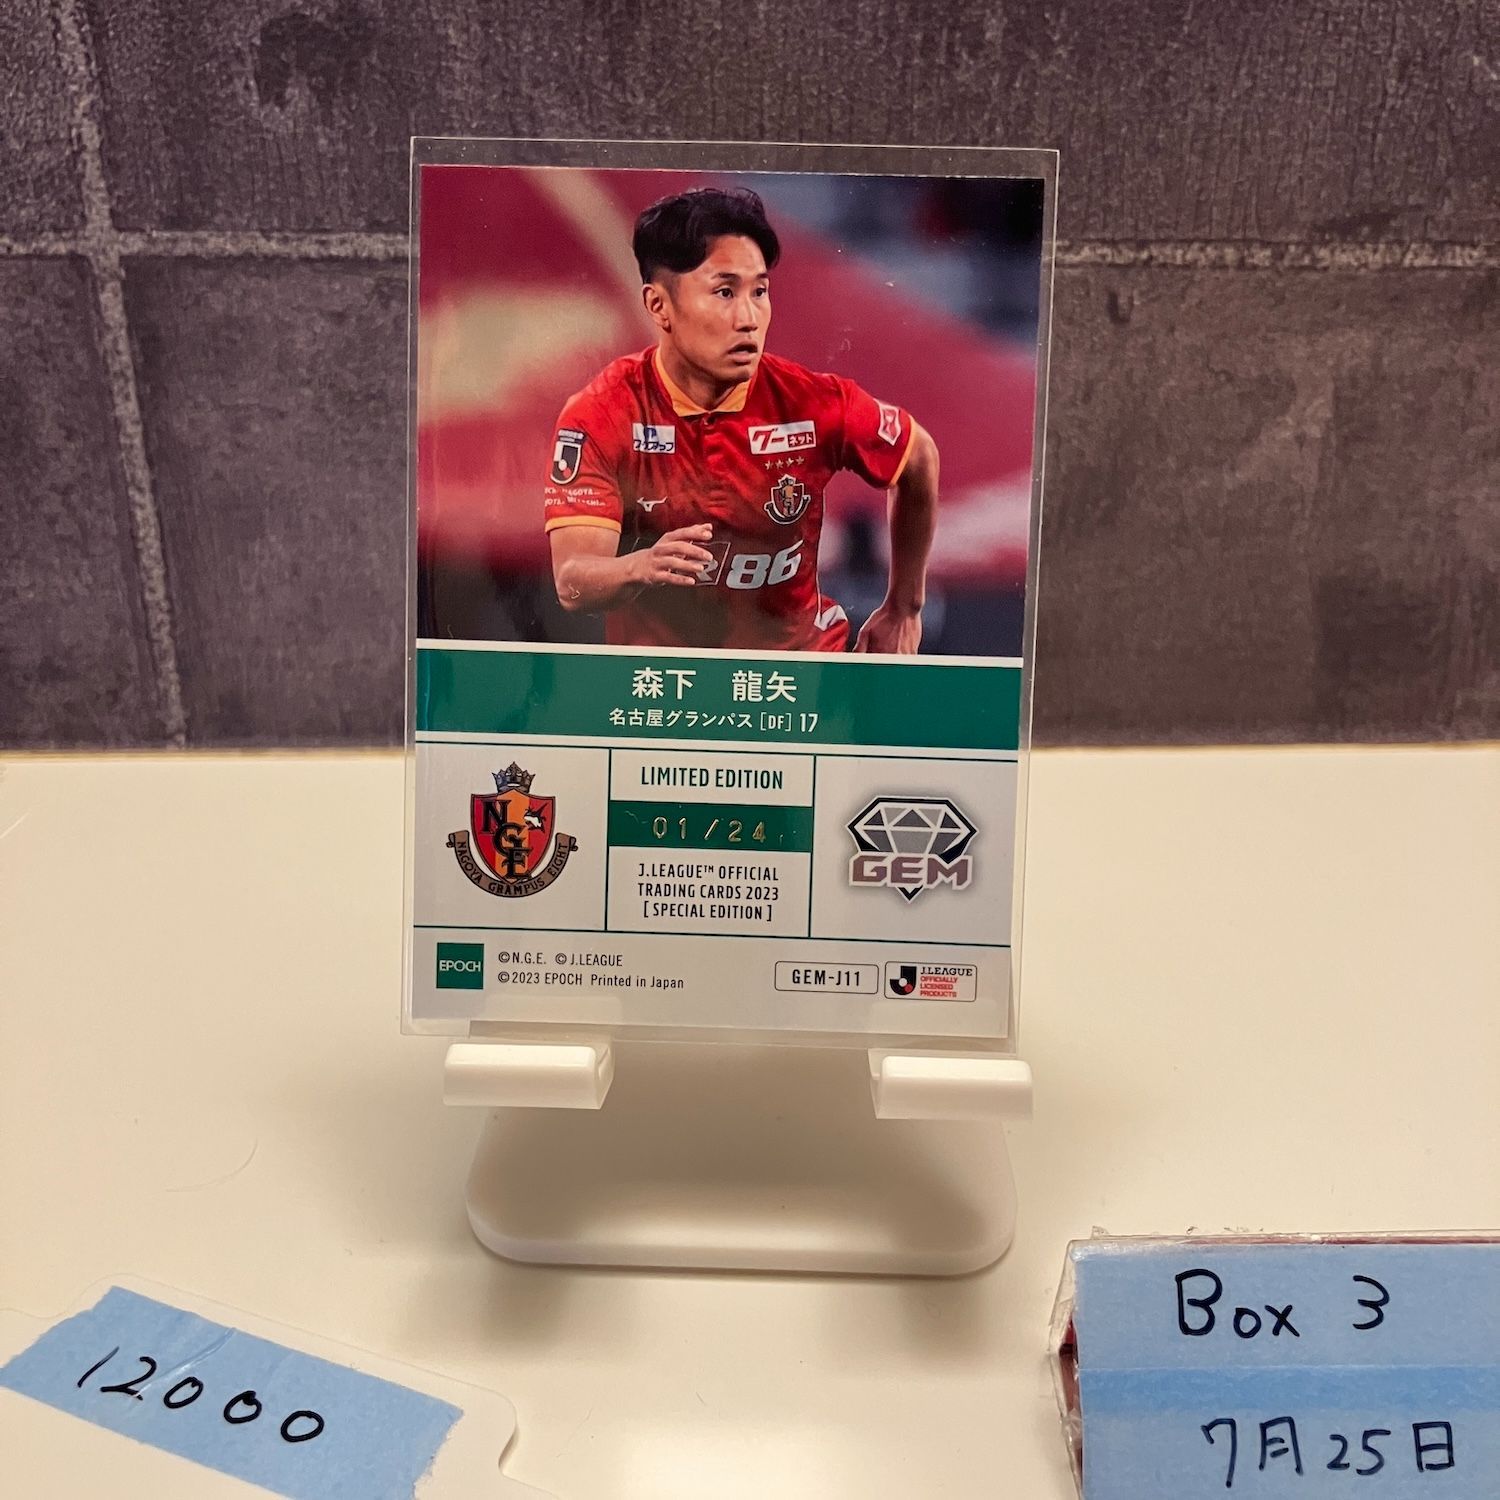 グーネット
86
森下 龍矢
名古屋グランパス [DF] 17
NGE
NAGOYA GRAMPUS EIGHT
LIMITED EDITION
01/24
J.LEAGUE™ OFFICIAL
TRADING CARDS 2023
[ SPECIAL EDITION ]
GEM
EPOCH
©N.G.E. ©J.LEAGUE
©2023 EPOCH Printed in Japan
GEM-J11
J.LEAGUE
OFFICIALLY
LICENSED
PRODUCTS
12000
Box 3
7月25日